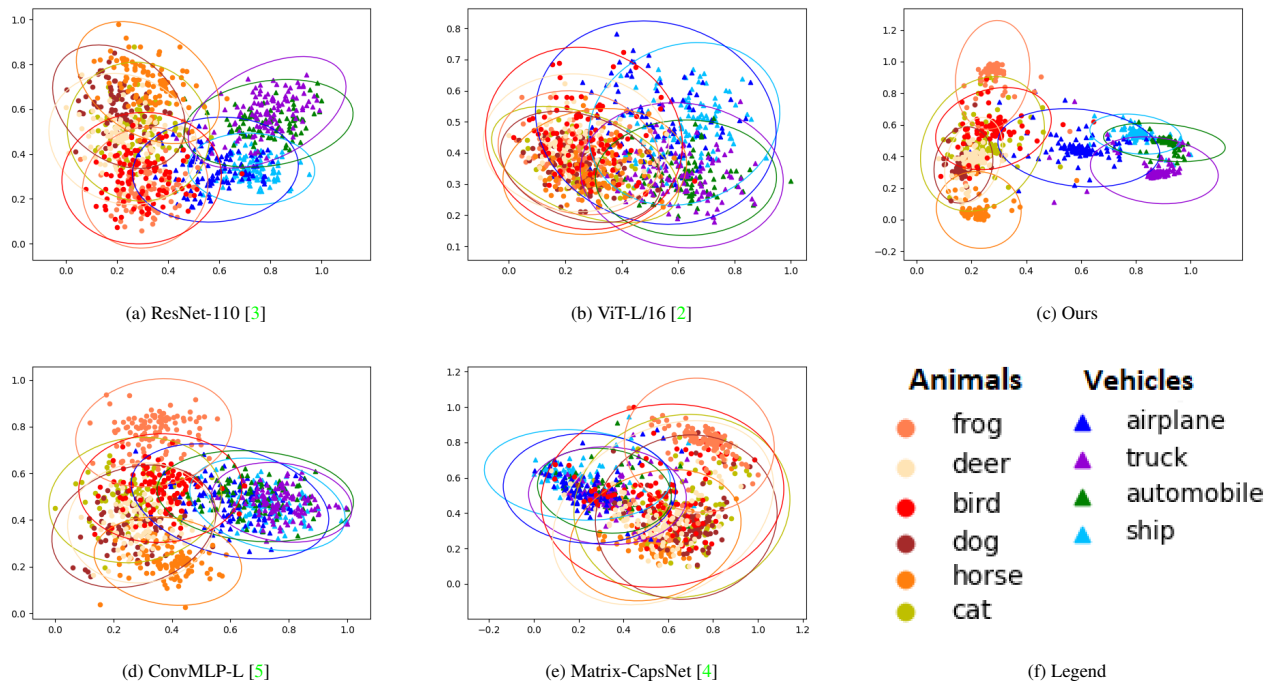 1.0
0.8
0.6
0.4
0.2
0.0
0.0 0.2 0.4 0.6 0.8 1.0
(a) ResNet-110 [3]
0.8
0.7
0.6
0.5
0.4
0.3
0.2
0.1
0.0 0.2 0.4 0.6 0.8 1.0
(b) ViT-L/16 [2]
1.2
1.0
0.8
0.6
0.4
0.2
0.0
−0.2
0.0 0.2 0.4 0.6 0.8 1.0
(c) Ours
1.0
0.8
0.6
0.4
0.2
0.0
0.0 0.2 0.4 0.6 0.8 1.0
(d) ConvMLP-L [5]
1.2
1.0
0.8
0.6
0.4
0.2
0.0
−0.2 0.0 0.2 0.4 0.6 0.8 1.0 1.2
(e) Matrix-CapsNet [4]
Animals
frog
deer
bird
dog
horse
cat
Vehicles
airplane
truck
automobile
ship
(f) Legend